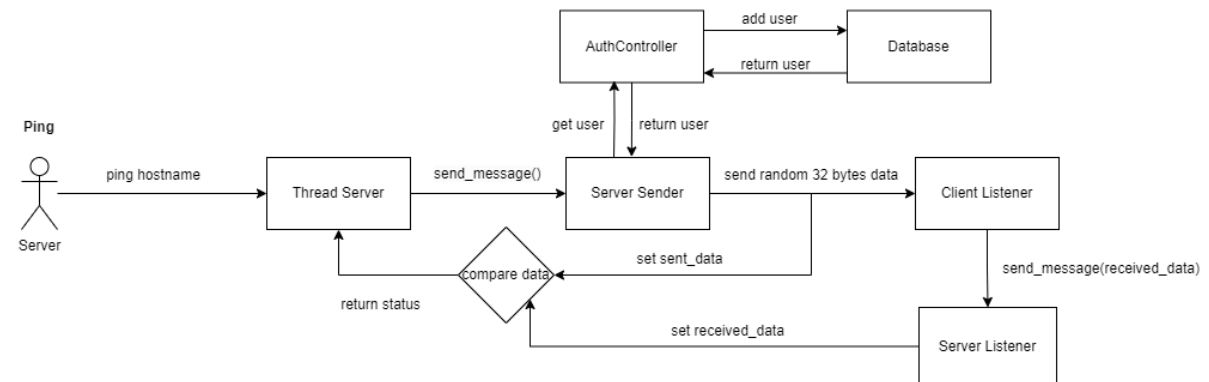 add user
AuthController
Database
return user
Ping
get user
return user
ping hostname
send_message()
send random 32 bytes data
Thread Server
Server Sender
Client Listener
Server
set sent_data
compare data
send_message(received_data)
return status
set received_data
Server Listener